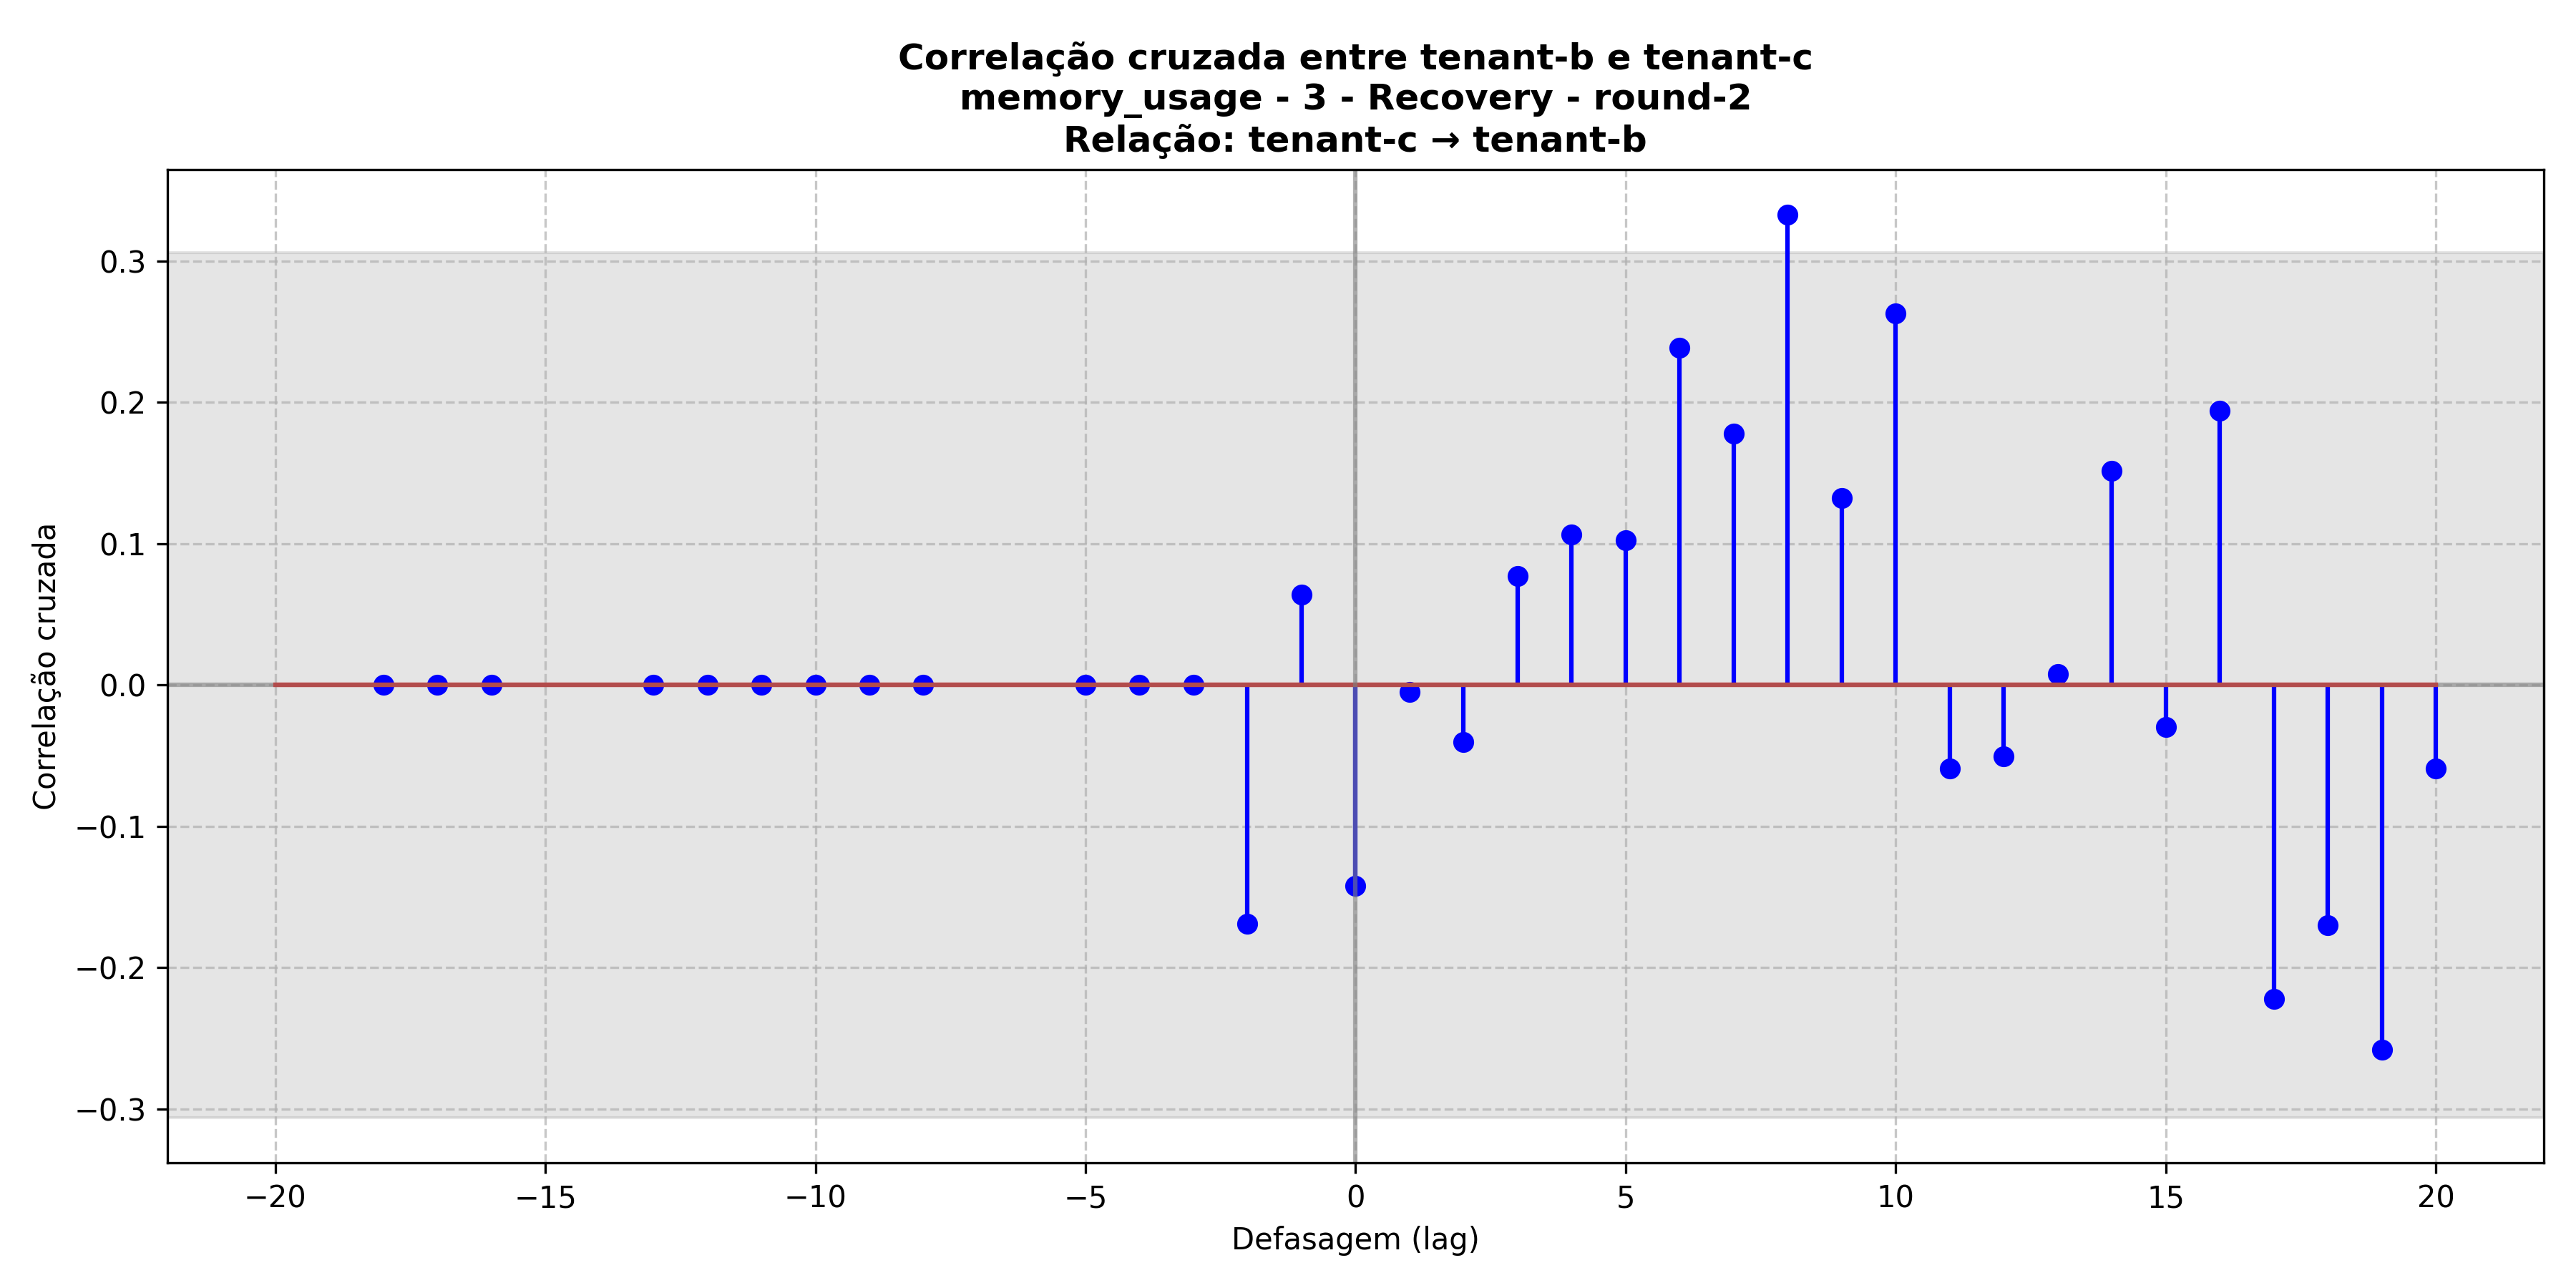 Correlação cruzada entre tenant-b e tenant-c
memory_usage - 3 - Recovery - round-2
Relação: tenant-c → tenant-b
Correlação cruzada
0.3
0.2
0.1
0.0
−0.1
−0.2
−0.3
−20 −15 −10 −5 0 5 10 15 20
Defasagem (lag)